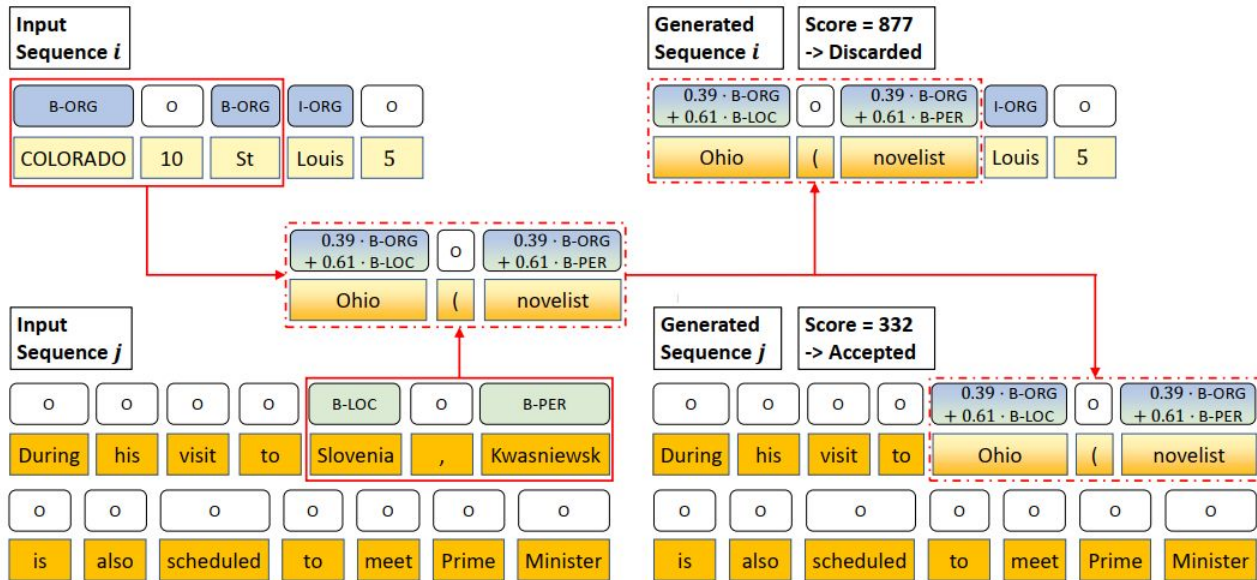 Input
Sequence i
B-ORG O B-ORG I-ORG O
COLORADO 10 St Louis 5
Generated
Sequence i
Score = 877
-> Discarded
0.39 · B-ORG
+ 0.61 · B-LOC
O
0.39 · B-ORG
+ 0.61 · B-PER
I-ORG O
Ohio ( novelist Louis 5
0.39 · B-ORG
+ 0.61 · B-LOC
O
0.39 · B-ORG
+ 0.61 · B-PER
Ohio ( novelist
Input
Sequence j
O O O O B-LOC O B-PER
During his visit to Slovenia , Kwasniewsk
O O O O O O O
is also scheduled to meet Prime Minister
Generated
Sequence j
Score = 332
-> Accepted
O O O O
0.39 · B-ORG
+ 0.61 · B-LOC
O
0.39 · B-ORG
+ 0.61 · B-PER
During his visit to Ohio ( novelist
O O O O O O O
is also scheduled to meet Prime Minister